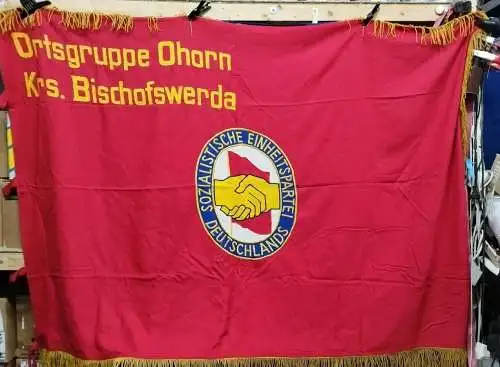 Ortsgruppe Ohorn
Krs. Bischofswerda
SOZIALISTISCHE EINHEITSPARTEI
DEUTSCHLANDS